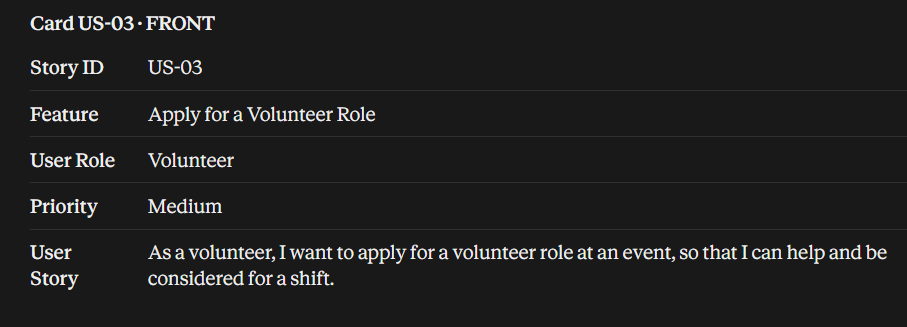 Card US-03 · FRONT
Story ID US-03
Feature Apply for a Volunteer Role
User Role Volunteer
Priority Medium
User Story As a volunteer, I want to apply for a volunteer role at an event, so that I can help and be
considered for a shift.